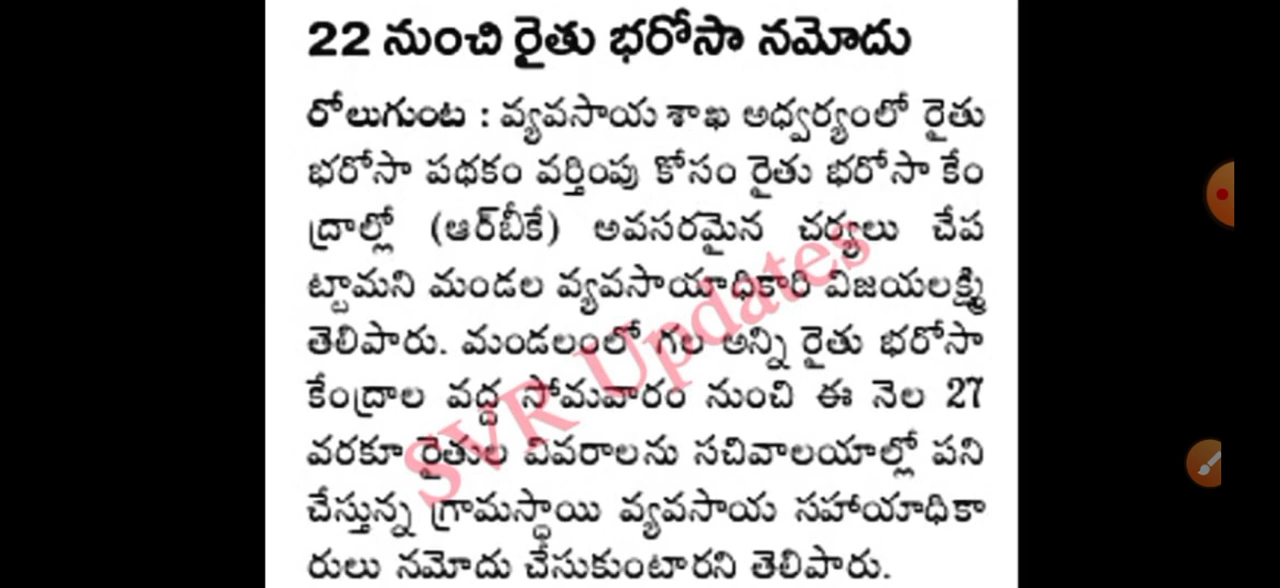 22 నుంచి రైతు భరోసా నమోదు
రోలుగుంట : వ్యవసాయ శాఖ అధ్వర్యంలో రైతు
భరోసా పథకం వర్తింపు కోసం రైతు భరోసా కేం
ద్రాల్లో (ఆర్‌బీకే) అవసరమైన చర్యలు చేప
ట్టామని మండల వ్యవసాయాధికారి విజయలక్ష్మి
తెలిపారు. మండలంలో గల అన్ని రైతు భరోసా
కేంద్రాల వద్ద సోమవారం నుంచి ఈ నెల 27
వరకూ రైతుల వివరాలను సచివాలయాల్లో పని
చేస్తున్న గ్రామస్థాయి వ్యవసాయ సహాయాధికా
రులు నమోదు చేసుకుంటారని తెలిపారు.
SVR Updates